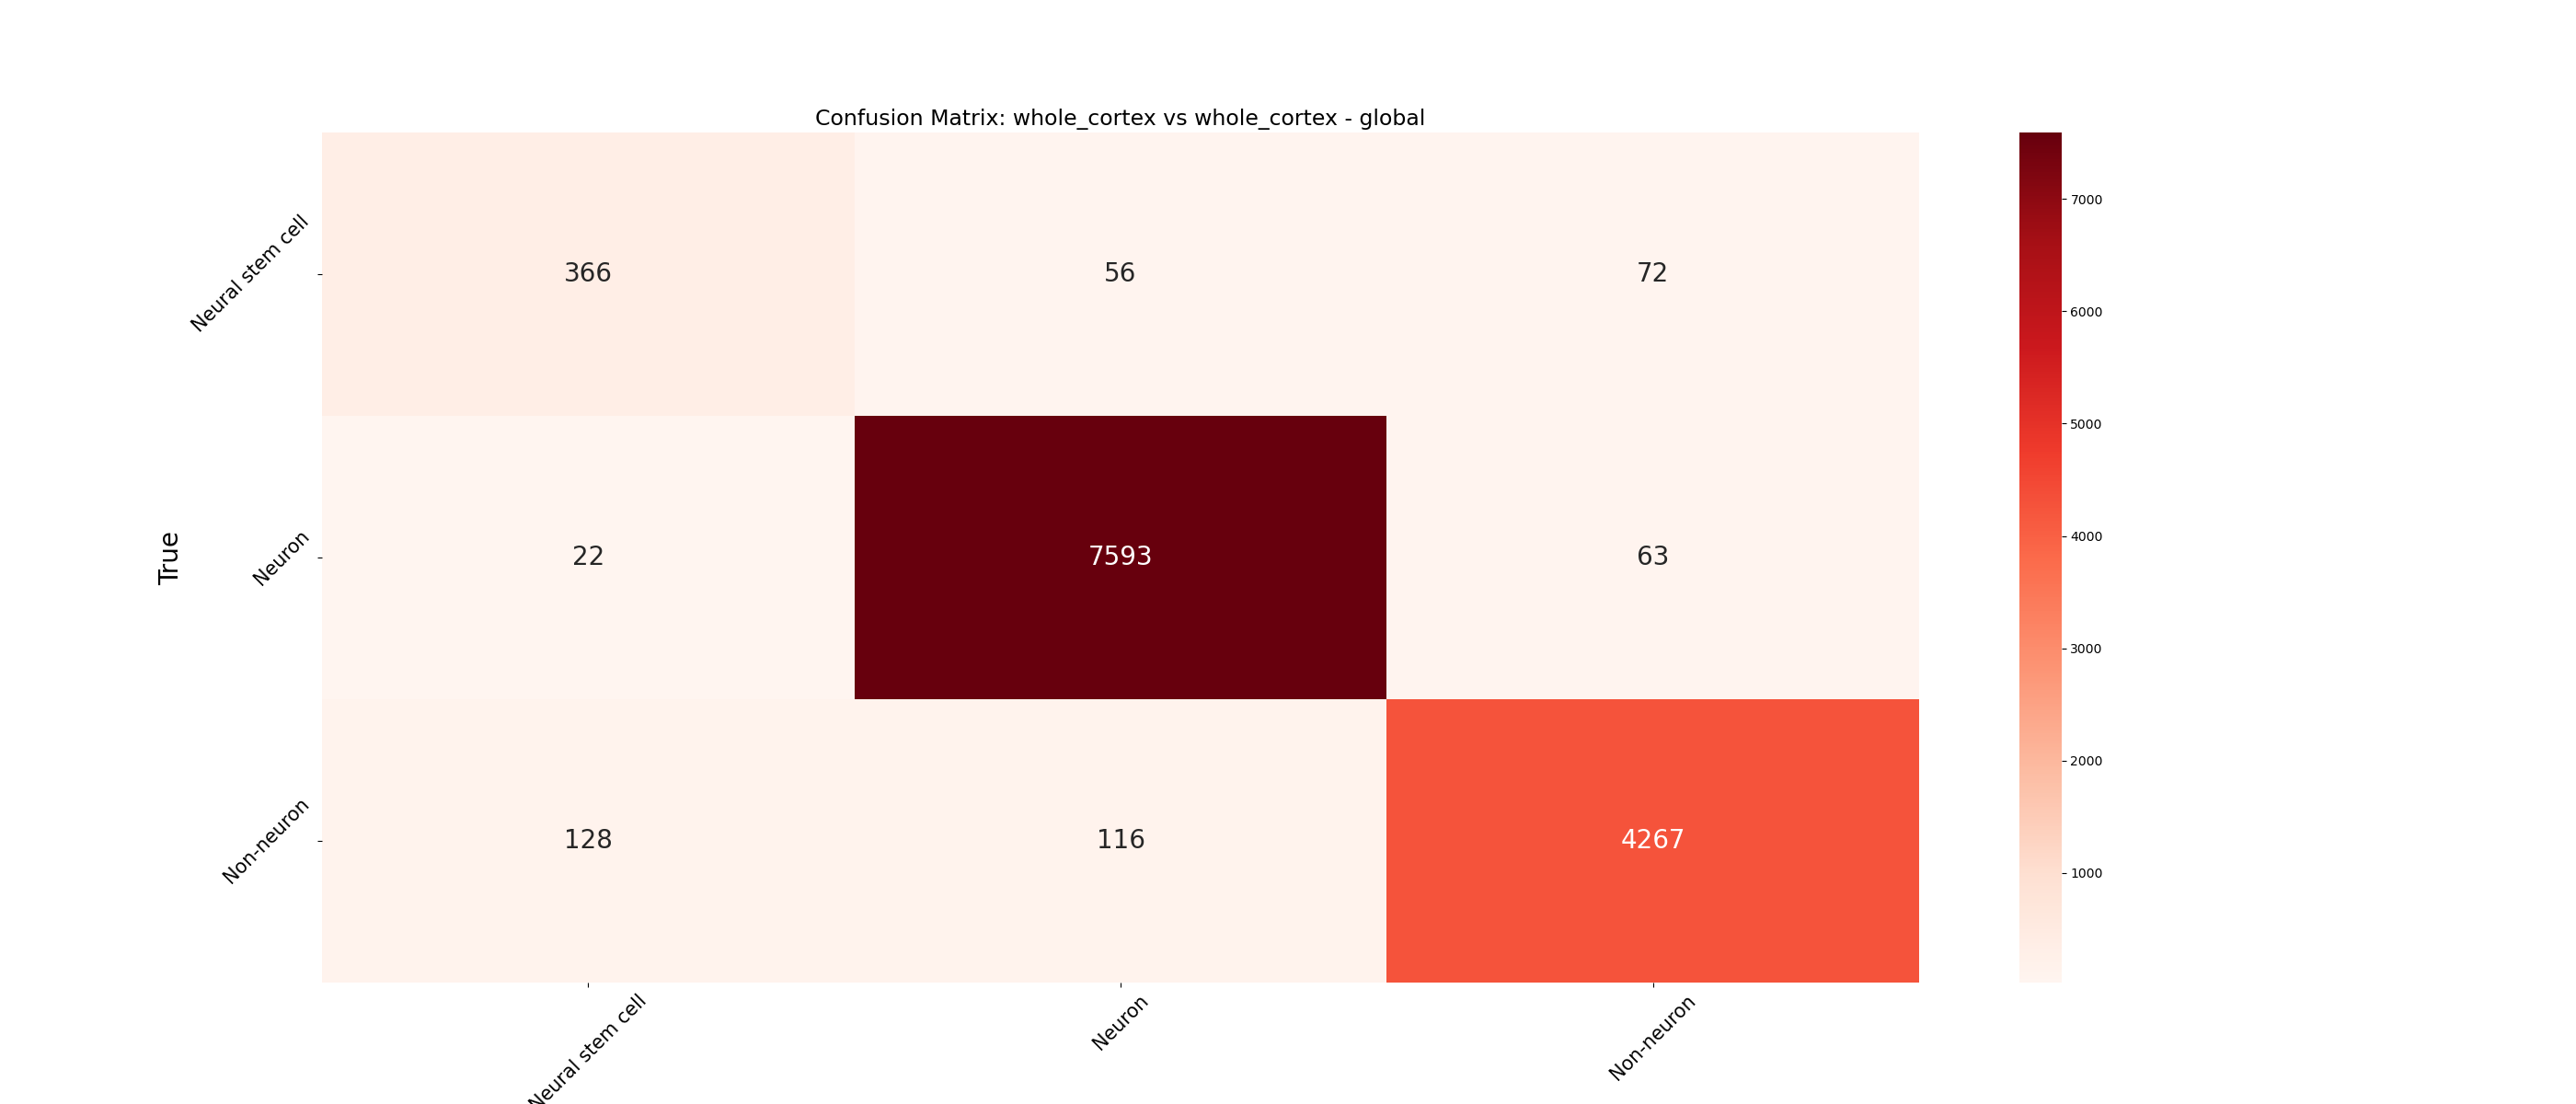 Confusion Matrix: whole_cortex vs whole_cortex - global
True
Neural stem cell
366
56
72
Neuron
22
7593
63
Non-neuron
128
116
4267
Neural stem cell
Neuron
Non-neuron
7000
6000
5000
4000
3000
2000
1000